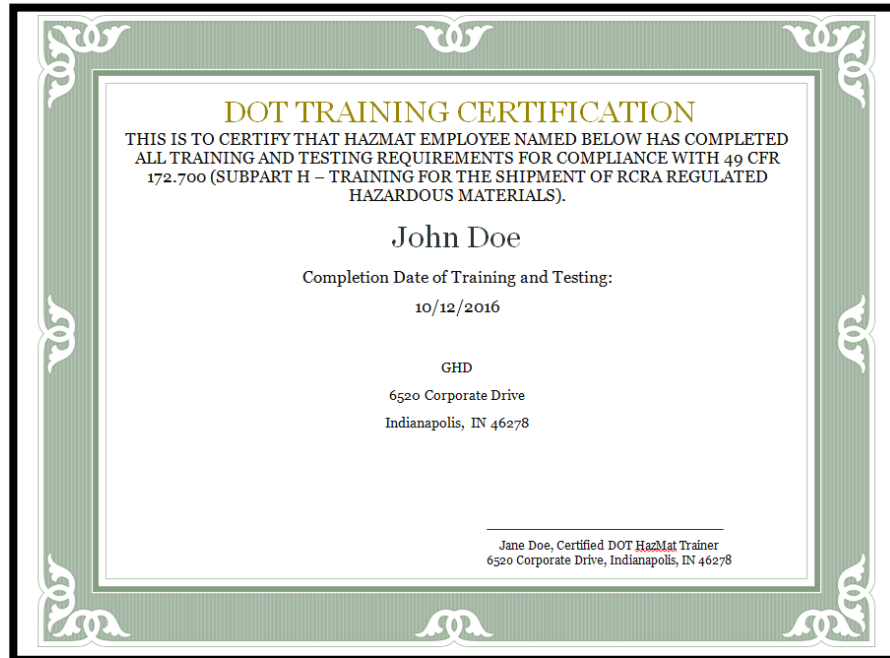 DOT TRAINING CERTIFICATION
THIS IS TO CERTIFY THAT HAZMAT EMPLOYEE NAMED BELOW HAS COMPLETED
ALL TRAINING AND TESTING REQUIREMENTS FOR COMPLIANCE WITH 49 CFR
172.700 (SUBPART H – TRAINING FOR THE SHIPMENT OF RCRA REGULATED
HAZARDOUS MATERIALS).
John Doe
Completion Date of Training and Testing:
10/12/2016
GHD
6520 Corporate Drive
Indianapolis, IN 46278
Jane Doe, Certified DOT HazMat Trainer
6520 Corporate Drive, Indianapolis, IN 46278